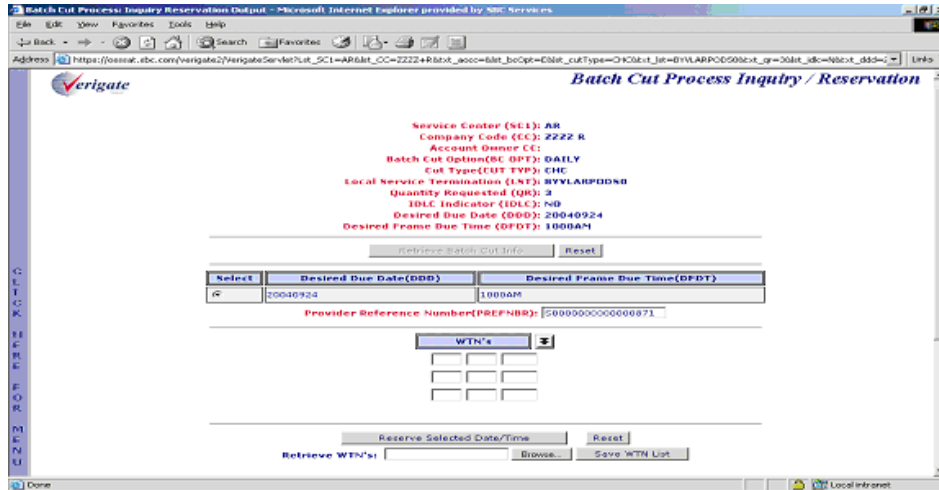 Batch Cut Process: Inquiry Reservation Output - Microsoft Internet Explorer provided by SBC Services
File Edit View Favorites Tools Help
Back Search Favorites
Address https://oessat.sbc.com/verigate2/VerigateServlet?Lst_SC1=AR&lst_CC=ZZZZ+R&txt_aocc=&lst_bcOpt=D&lst_cutType=CHC&txt_lst=BYVLARPODS0&txt_qr=3&lst_idlc=N&txt_ddd=2 Links
Verigate
Batch Cut Process Inquiry / Reservation
Service Center (SC1): AR
Company Code (CC): 2222 R
Account Owner CC:
Batch Cut Option(BC OPT): DAILY
Cut Type(CUT TYP): CHC
Local Service Termination (LST): BYVLARPODS0
Quantity Requested (QR): 3
IDLC Indicator (IDLC): NO
Desired Due Date (DDD): 20040924
Desired Frame Due Time (DFDT): 1000AM
Retrieve Batch Cut Info Reset
Select Desired Due Date(DDD) Desired Frame Due Time(DFDT)
20040924 1000AM
Provider Reference Number(PREFNBR): S0000000000000871
WTN's
Reserve Selected Date/Time Reset
Retrieve WTN's: Browse... Save WTN List
CLICK HERE FOR MENU
Done Local intranet